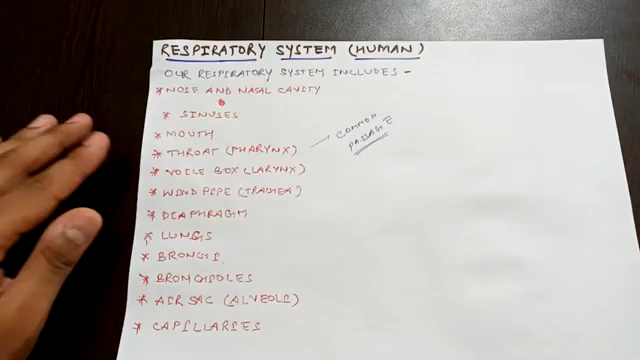 RESPIRATORY SYSTEM (HUMAN)
OUR RESPIRATORY SYSTEM INCLUDES -
* NOSE AND NASAL CAVITY
* SINUSES
* MOUTH
* THROAT (PHARYNX) → COMMON PASSAGE
* VOICE BOX (LARYNX)
* WIND PIPE (TRACHEA)
* DIAPHRAGM
* LUNGS
* BRONCHI
* BRONCHIOLES
* AIR SAC (ALVEOLI)
* CAPILLARIES